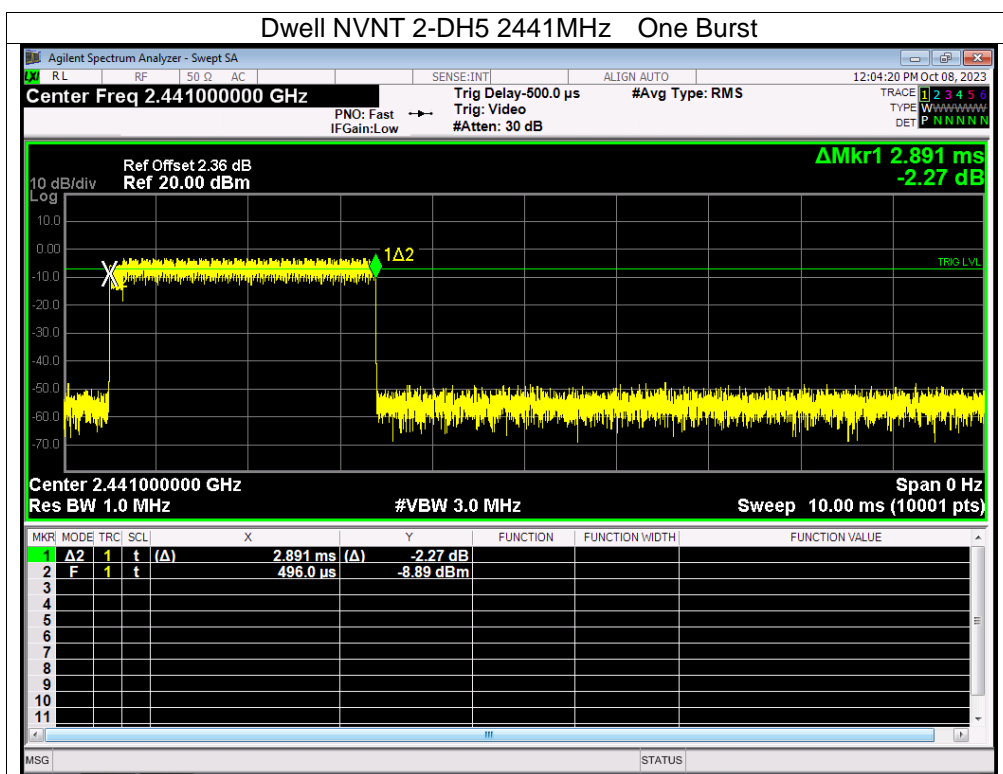 Dwell NVNT 2-DH5 2441MHz One Burst
Agilent Spectrum Analyzer - Swept SA
LXI RL RF 50 Ω AC SENSE:INT ALIGN AUTO 12:04:20 PM Oct 08, 2023
Center Freq 2.441000000 GHz Trig Delay-500.0 µs #Avg Type: RMS TRACE 1 2 3 4 5 6
PNO: Fast Trig: Video TYPE WWWWWW
IFGain:Low #Atten: 30 dB DET P N N N N N
ΔMkr1 2.891 ms
-2.27 dB
Ref Offset 2.36 dB
10 dB/div Ref 20.00 dBm
Log
10.0
0.00
1Δ2
TRIG LVL
-10.0
-20.0
-30.0
-40.0
-50.0
-60.0
-70.0
Center 2.441000000 GHz Span 0 Hz
Res BW 1.0 MHz #VBW 3.0 MHz Sweep 10.00 ms (10001 pts)
MKR MODE TRC SCL X Y FUNCTION FUNCTION WIDTH FUNCTION VALUE
1 Δ2 1 t (Δ) 2.891 ms (Δ) -2.27 dB
2 F 1 t 496.0 µs -8.89 dBm
3
4
5
6
7
8
9
10
11
MSG STATUS